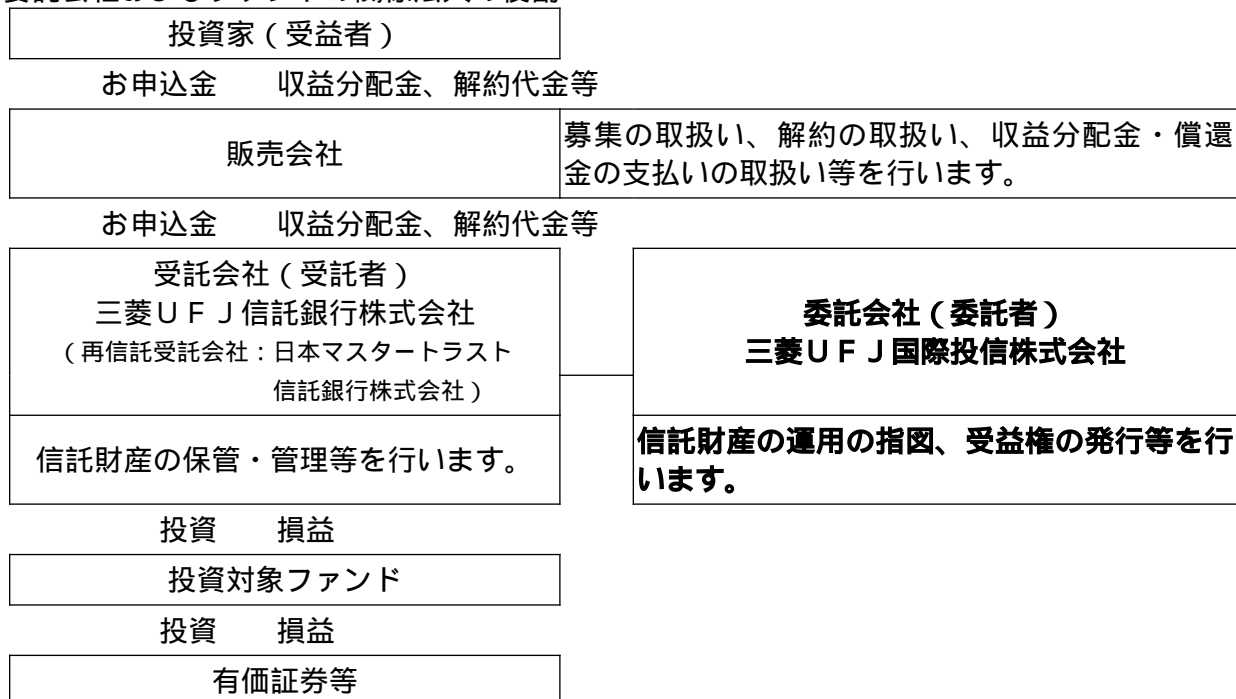 投資家（受益者）
お申込金　　収益分配金、解約代金等
販売会社
募集の取扱い、解約の取扱い、収益分配金・償還
金の支払いの取扱い等を行います。
お申込金　　収益分配金、解約代金等
受託会社（受託者）
三菱ＵＦＪ信託銀行株式会社
（再信託受託会社：日本マスタートラスト
信託銀行株式会社）
委託会社（委託者）
三菱ＵＦＪ国際投信株式会社
信託財産の保管・管理等を行います。
信託財産の運用の指図、受益権の発行等を行
います。
投資　　損益
投資対象ファンド
投資　　損益
有価証券等